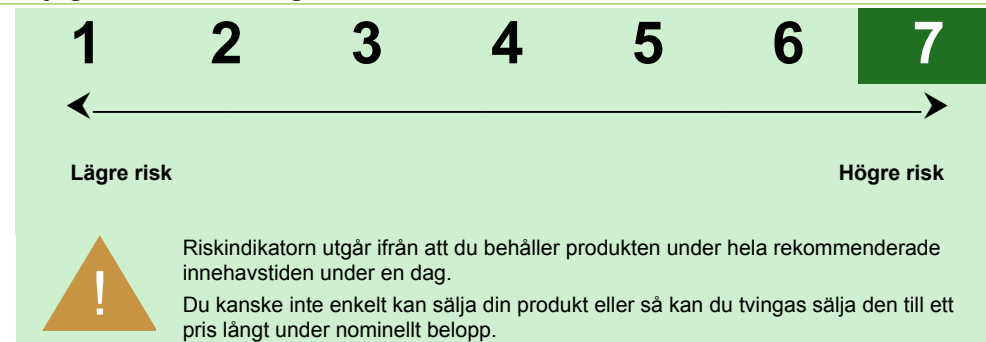 1 2 3 4 5 6 7
Lägre risk Högre risk
!
Riskindikatorn utgår ifrån att du behåller produkten under hela rekommenderade
innehavstiden under en dag.
Du kanske inte enkelt kan sälja din produkt eller så kan du tvingas sälja den till ett
pris långt under nominellt belopp.